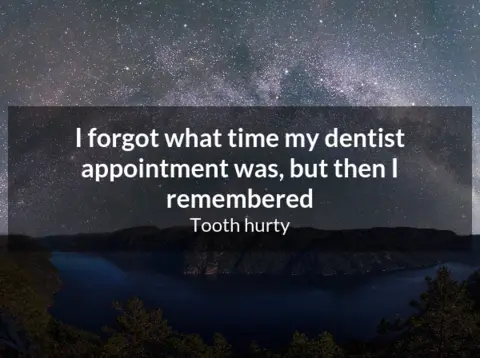 I forgot what time my dentist
appointment was, but then I
remembered
Tooth hurty